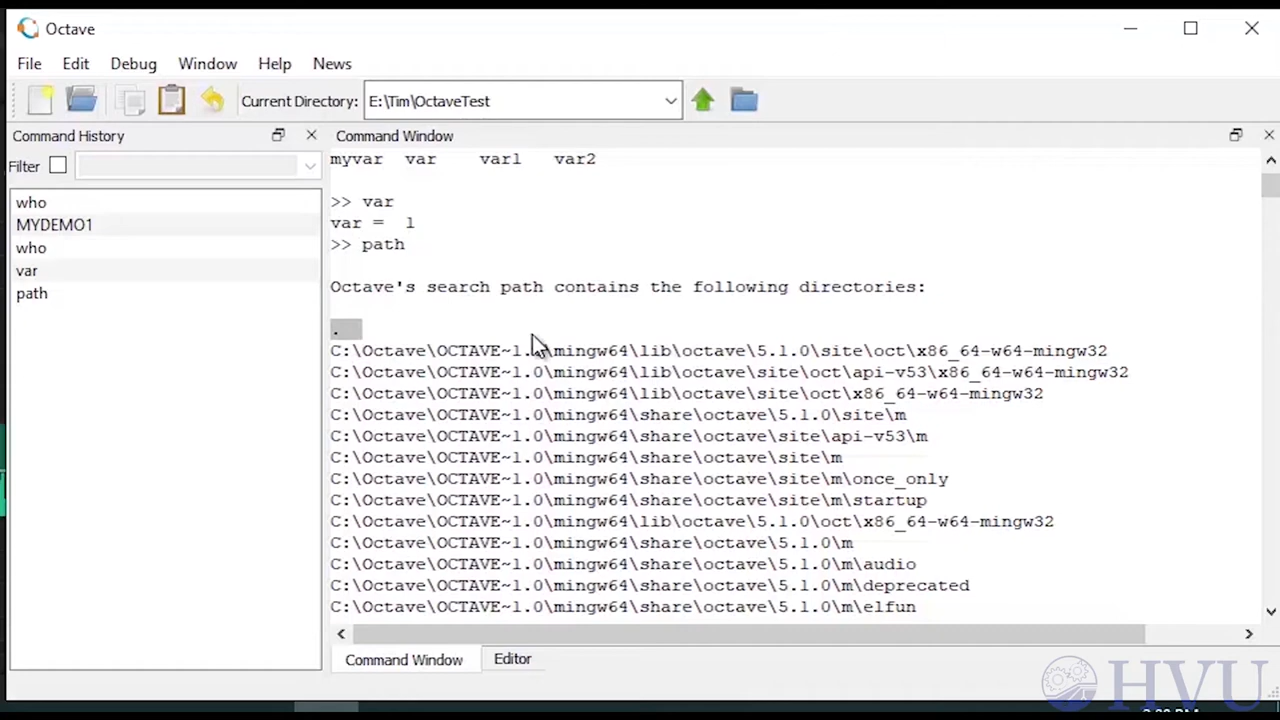 Octave
File Edit Debug Window Help News
Current Directory: E:\Tim\OctaveTest
Command History
Filter
who
MYDEMO1
who
var
path
Command Window
myvar var var1 var2
>> var
var = 1
>> path
Octave's search path contains the following directories:
.
C:\Octave\OCTAVE~1.0\mingw64\lib\octave\5.1.0\site\oct\x86_64-w64-mingw32
C:\Octave\OCTAVE~1.0\mingw64\lib\octave\site\oct\api-v53\x86_64-w64-mingw32
C:\Octave\OCTAVE~1.0\mingw64\lib\octave\site\oct\x86_64-w64-mingw32
C:\Octave\OCTAVE~1.0\mingw64\share\octave\5.1.0\site\m
C:\Octave\OCTAVE~1.0\mingw64\share\octave\site\api-v53\m
C:\Octave\OCTAVE~1.0\mingw64\share\octave\site\m
C:\Octave\OCTAVE~1.0\mingw64\share\octave\site\m\once_only
C:\Octave\OCTAVE~1.0\mingw64\share\octave\site\m\startup
C:\Octave\OCTAVE~1.0\mingw64\lib\octave\5.1.0\oct\x86_64-w64-mingw32
C:\Octave\OCTAVE~1.0\mingw64\share\octave\5.1.0\m
C:\Octave\OCTAVE~1.0\mingw64\share\octave\5.1.0\m\audio
C:\Octave\OCTAVE~1.0\mingw64\share\octave\5.1.0\m\deprecated
C:\Octave\OCTAVE~1.0\mingw64\share\octave\5.1.0\m\elfun
Command Window Editor
HVU